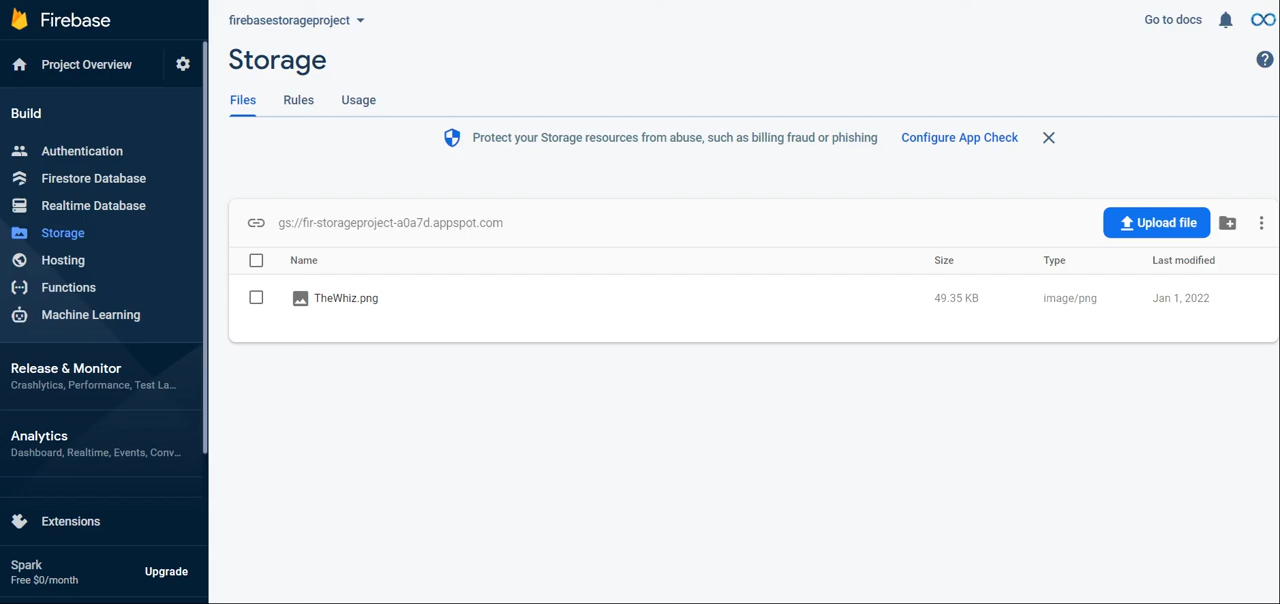 Firebase
Project Overview
Build
Authentication
Firestore Database
Realtime Database
Storage
Hosting
Functions
Machine Learning
Release & Monitor
Crashlytics, Performance, Test La...
Analytics
Dashboard, Realtime, Events, Conv...
Extensions
Spark
Free $0/month
Upgrade
firebasestorageproject
Go to docs
Storage
Files Rules Usage
Protect your Storage resources from abuse, such as billing fraud or phishing Configure App Check
gs://fir-storageproject-a0a7d.appspot.com
Upload file
Name Size Type Last modified
TheWhiz.png 49.35 KB image/png Jan 1, 2022